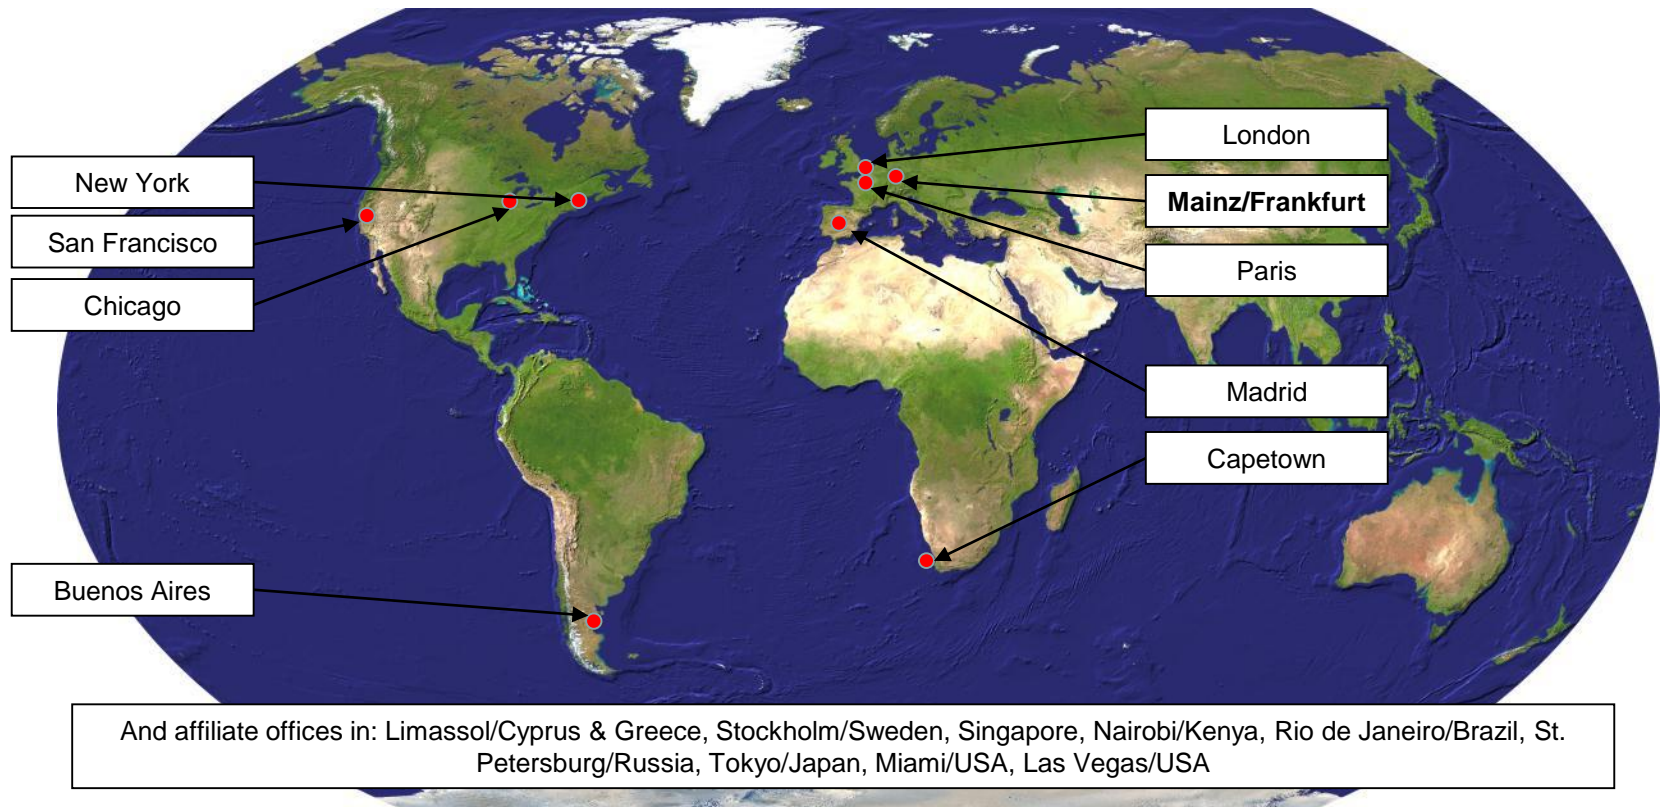 New York
San Francisco
Chicago
Buenos Aires
London
Mainz/Frankfurt
Paris
Madrid
Capetown
And affiliate offices in: Limassol/Cyprus & Greece, Stockholm/Sweden, Singapore, Nairobi/Kenya, Rio de Janeiro/Brazil, St.
Petersburg/Russia, Tokyo/Japan, Miami/USA, Las Vegas/USA